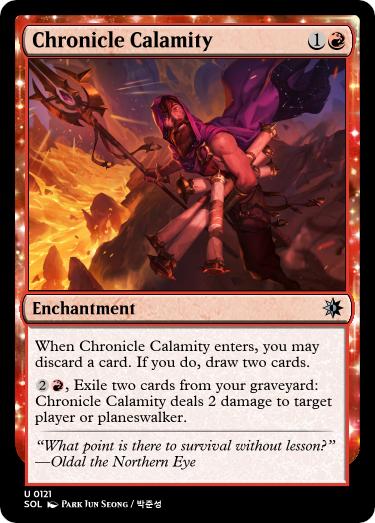 Chronicle Calamity 1
Enchantment
When Chronicle Calamity enters, you may
discard a card. If you do, draw two cards.
2 , Exile two cards from your graveyard:
Chronicle Calamity deals 2 damage to target
player or planeswalker.
“What point is there to survival without lesson?”
—Oldal the Northern Eye
U 0121
SOL Park Jun Seong / 박준성